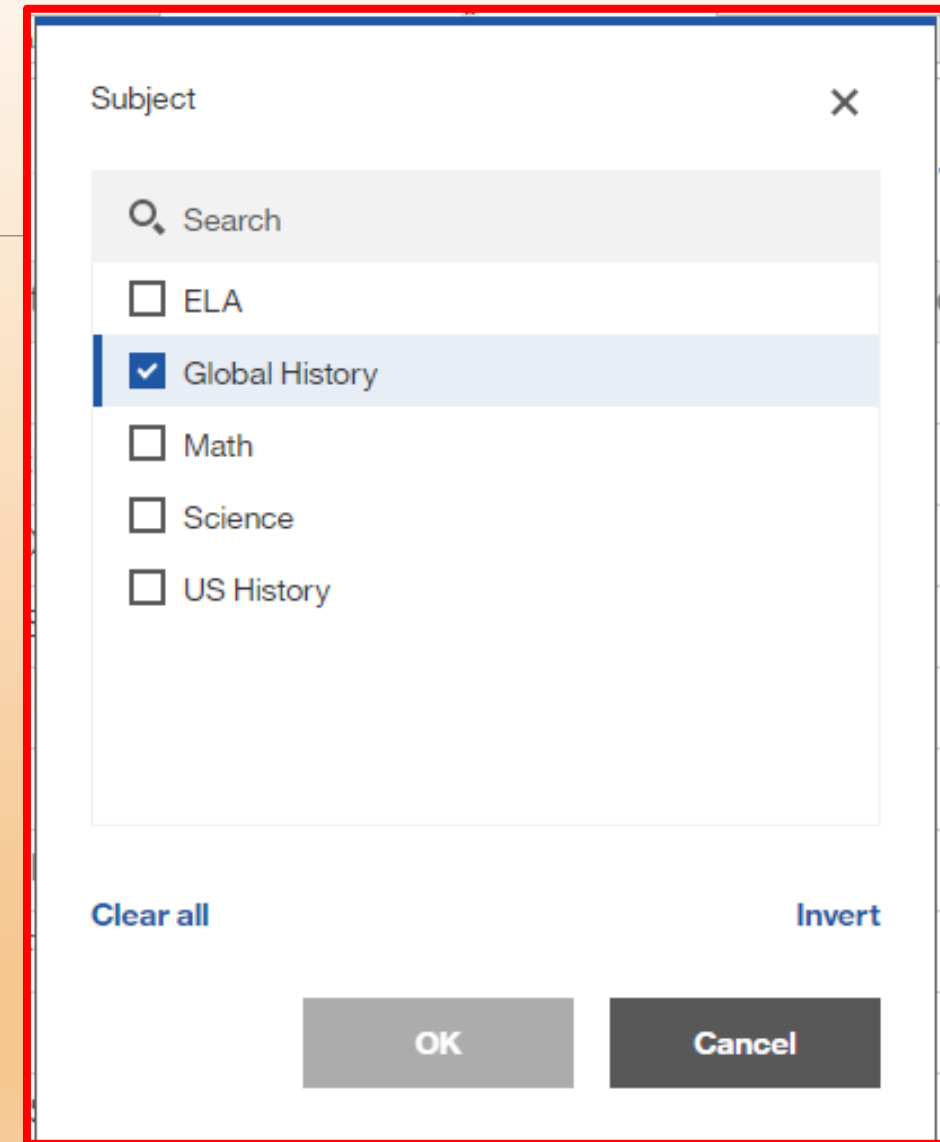 Subject
Search
ELA
Global History
Math
Science
US History
Clear all Invert
OK Cancel